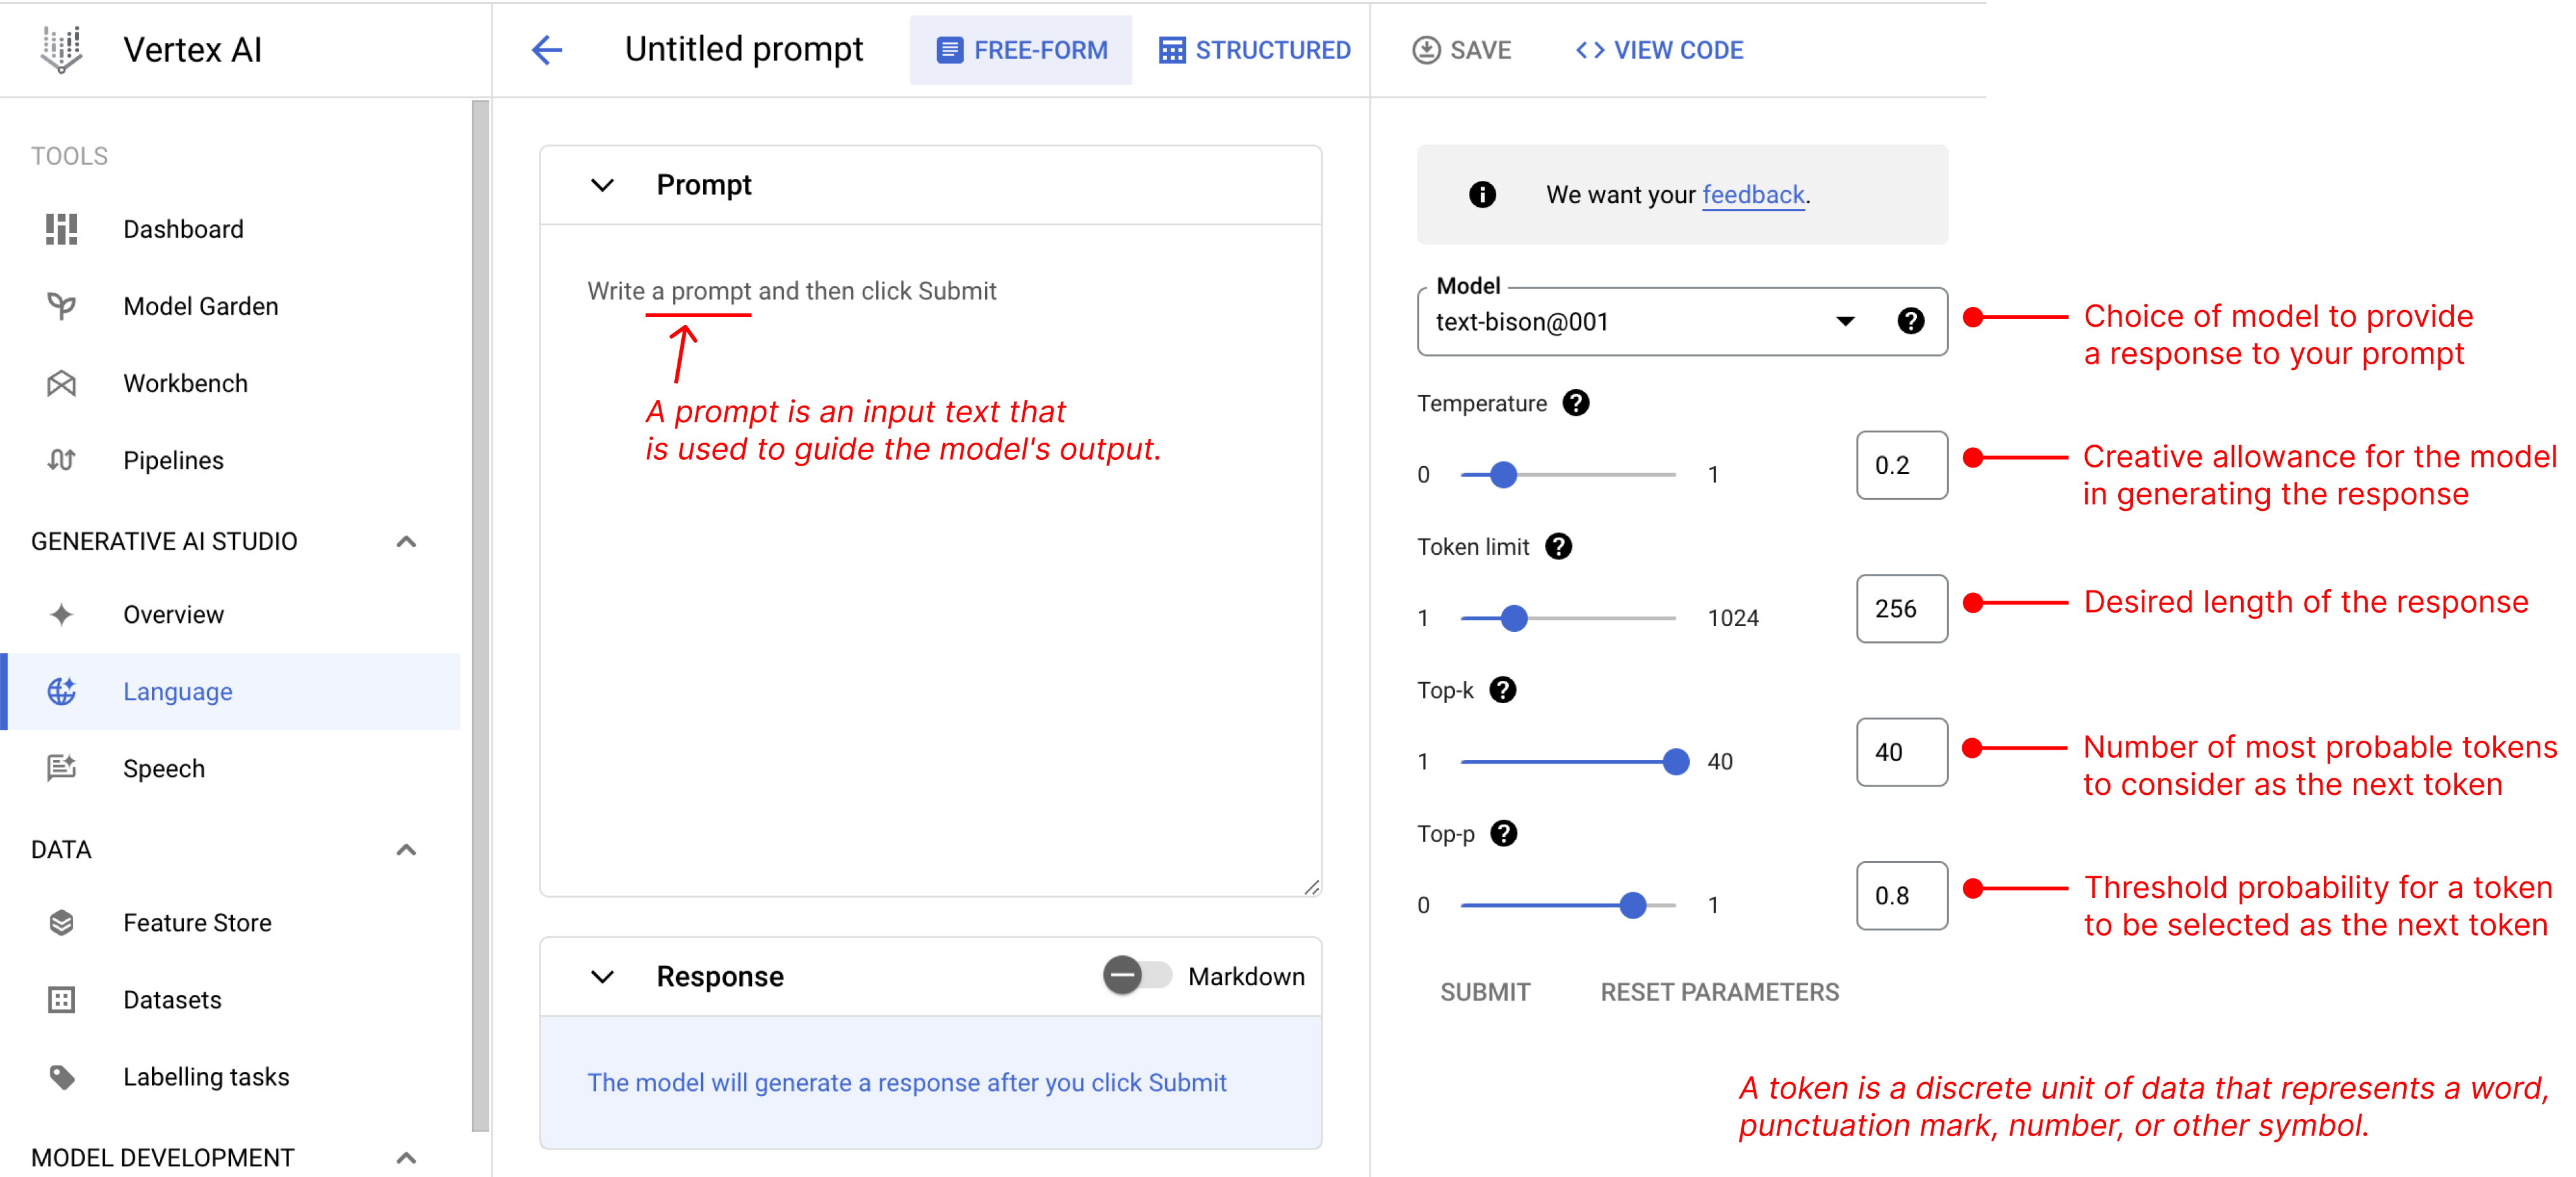 Vertex AI
Untitled prompt
FREE-FORM
STRUCTURED
SAVE
VIEW CODE
TOOLS
Dashboard
Model Garden
Workbench
Pipelines
GENERATIVE AI STUDIO
Overview
Language
Speech
DATA
Feature Store
Datasets
Labelling tasks
MODEL DEVELOPMENT
Prompt
Write a prompt and then click Submit
A prompt is an input text that
is used to guide the model's output.
Response
Markdown
The model will generate a response after you click Submit
We want your feedback.
Model
text-bison@001
Choice of model to provide
a response to your prompt
Temperature
0 1 0.2
Creative allowance for the model
in generating the response
Token limit
1 1024 256
Desired length of the response
Top-k
1 40 40
Number of most probable tokens
to consider as the next token
Top-p
0 1 0.8
Threshold probability for a token
to be selected as the next token
SUBMIT
RESET PARAMETERS
A token is a discrete unit of data that represents a word,
punctuation mark, number, or other symbol.